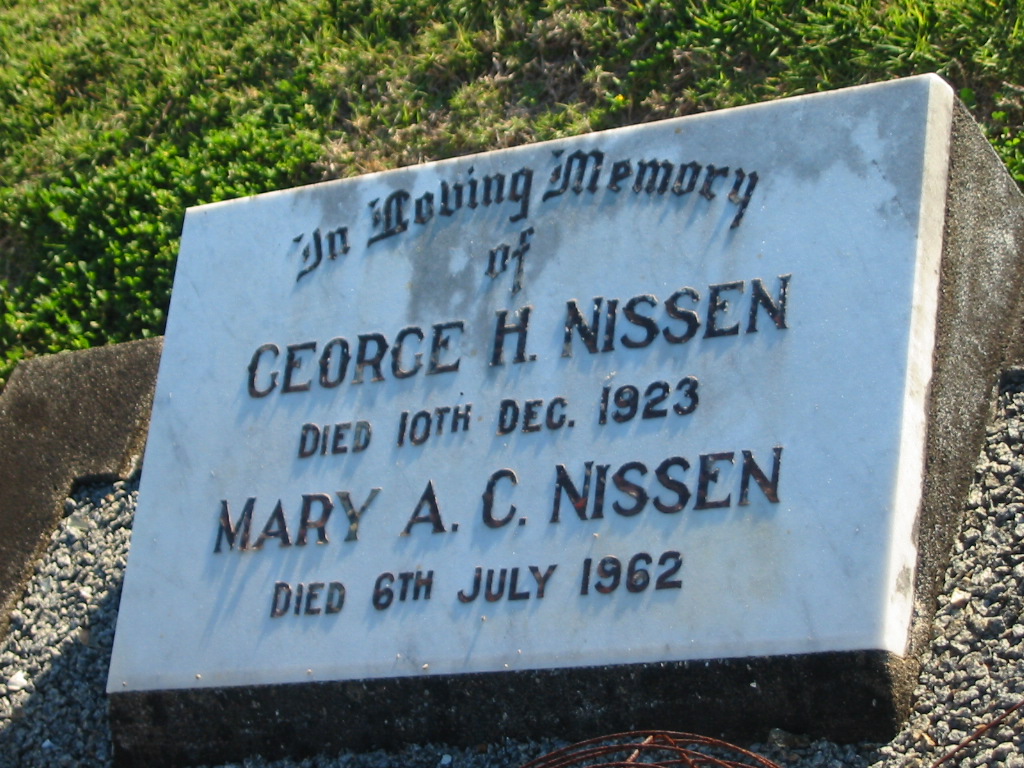 In Loving Memory
of
GEORGE H. NISSEN
DIED 10TH DEC. 1923
MARY A. C. NISSEN
DIED 6TH JULY 1962